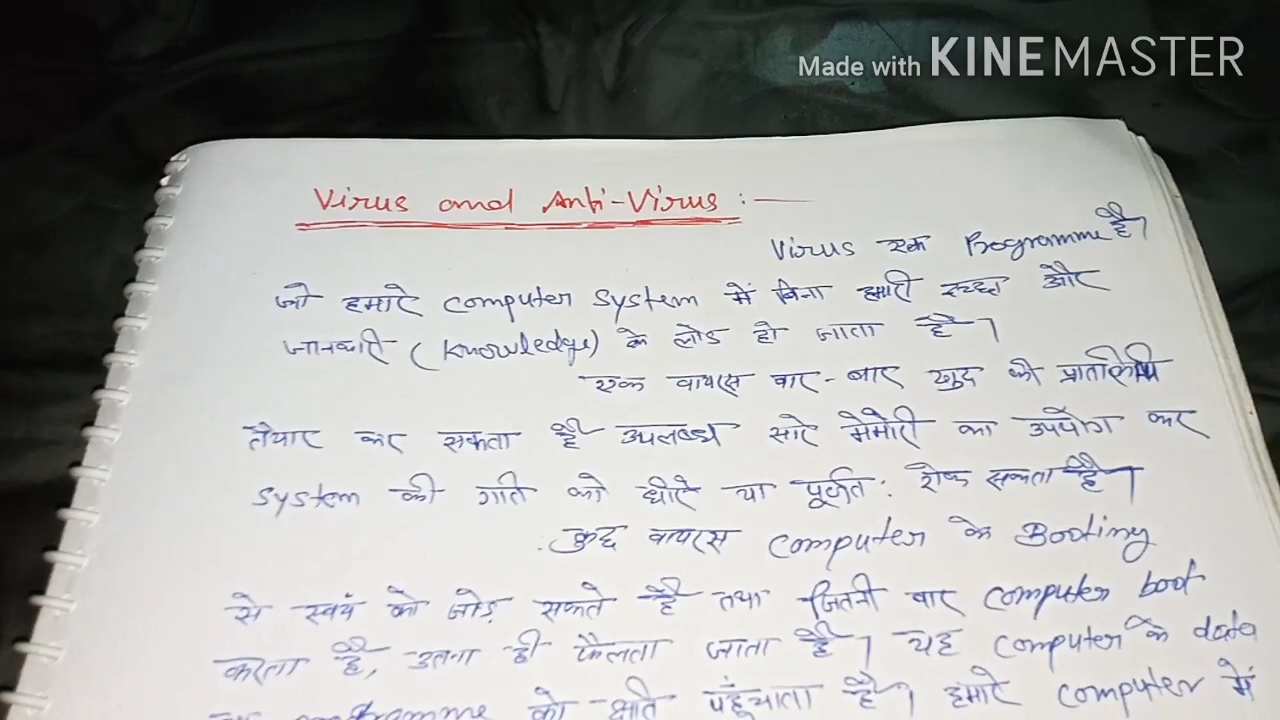 Made with KINEMASTER
Virus and Anti-Virus :—
Virus एक Programme है।
जो हमारे Computer System में बिना हमारी इच्छा और
जानकारी (Knowledge) के लोड हो जाता है।
एक वायरस बार-बार खुद की प्रतिलिपि
तैयार कर सकता है उपलब्ध सारे मेमोरी का उपयोग कर
System की गति को धीरे या पूर्णत: रोक सकता है।
कुछ वायरस Computer के Booting
से स्वयं को जोड़ सकते है तथा जितनी बार Computer boot
करता है, उतना ही फैलता जाता है। यह Computer के data
को क्षति पहुंचाता है। हमारे Computer में